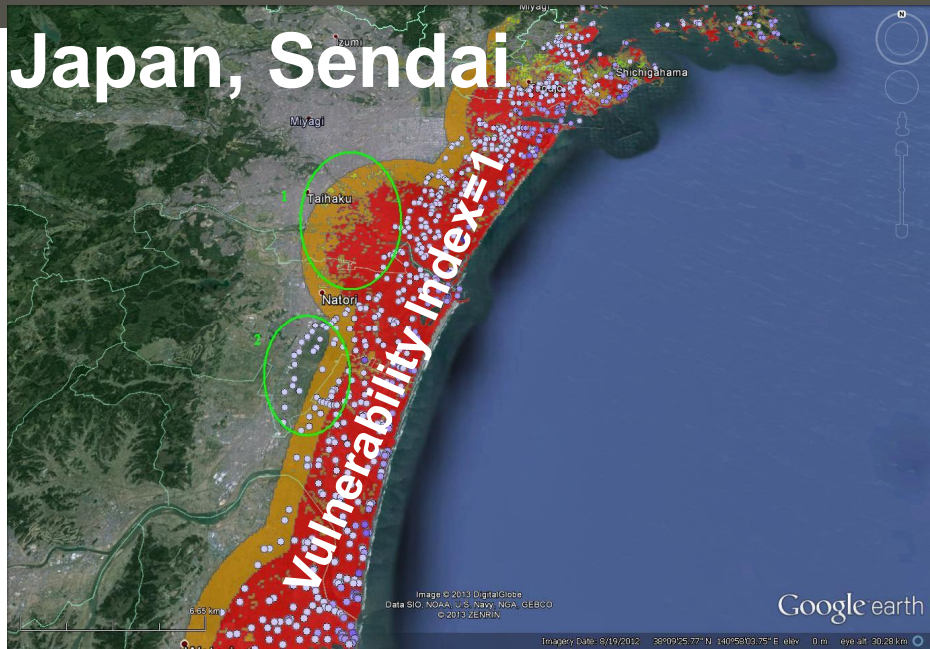 Miyagi
Japan, Sendai
Izumi
Shichigahama
Miyagi
1
Taihaku
Vulnerability Index=1
Natori
2
6.65 km
N
Image © 2013 DigitalGlobe
Data SIO, NOAA, U.S. Navy, NGA, GEBCO
© 2013 ZENRIN
Google earth
Imagery Date: 8/19/2012 38°09'25.77" N 140°58'03.75" E elev 0 m eye alt 30.28 km